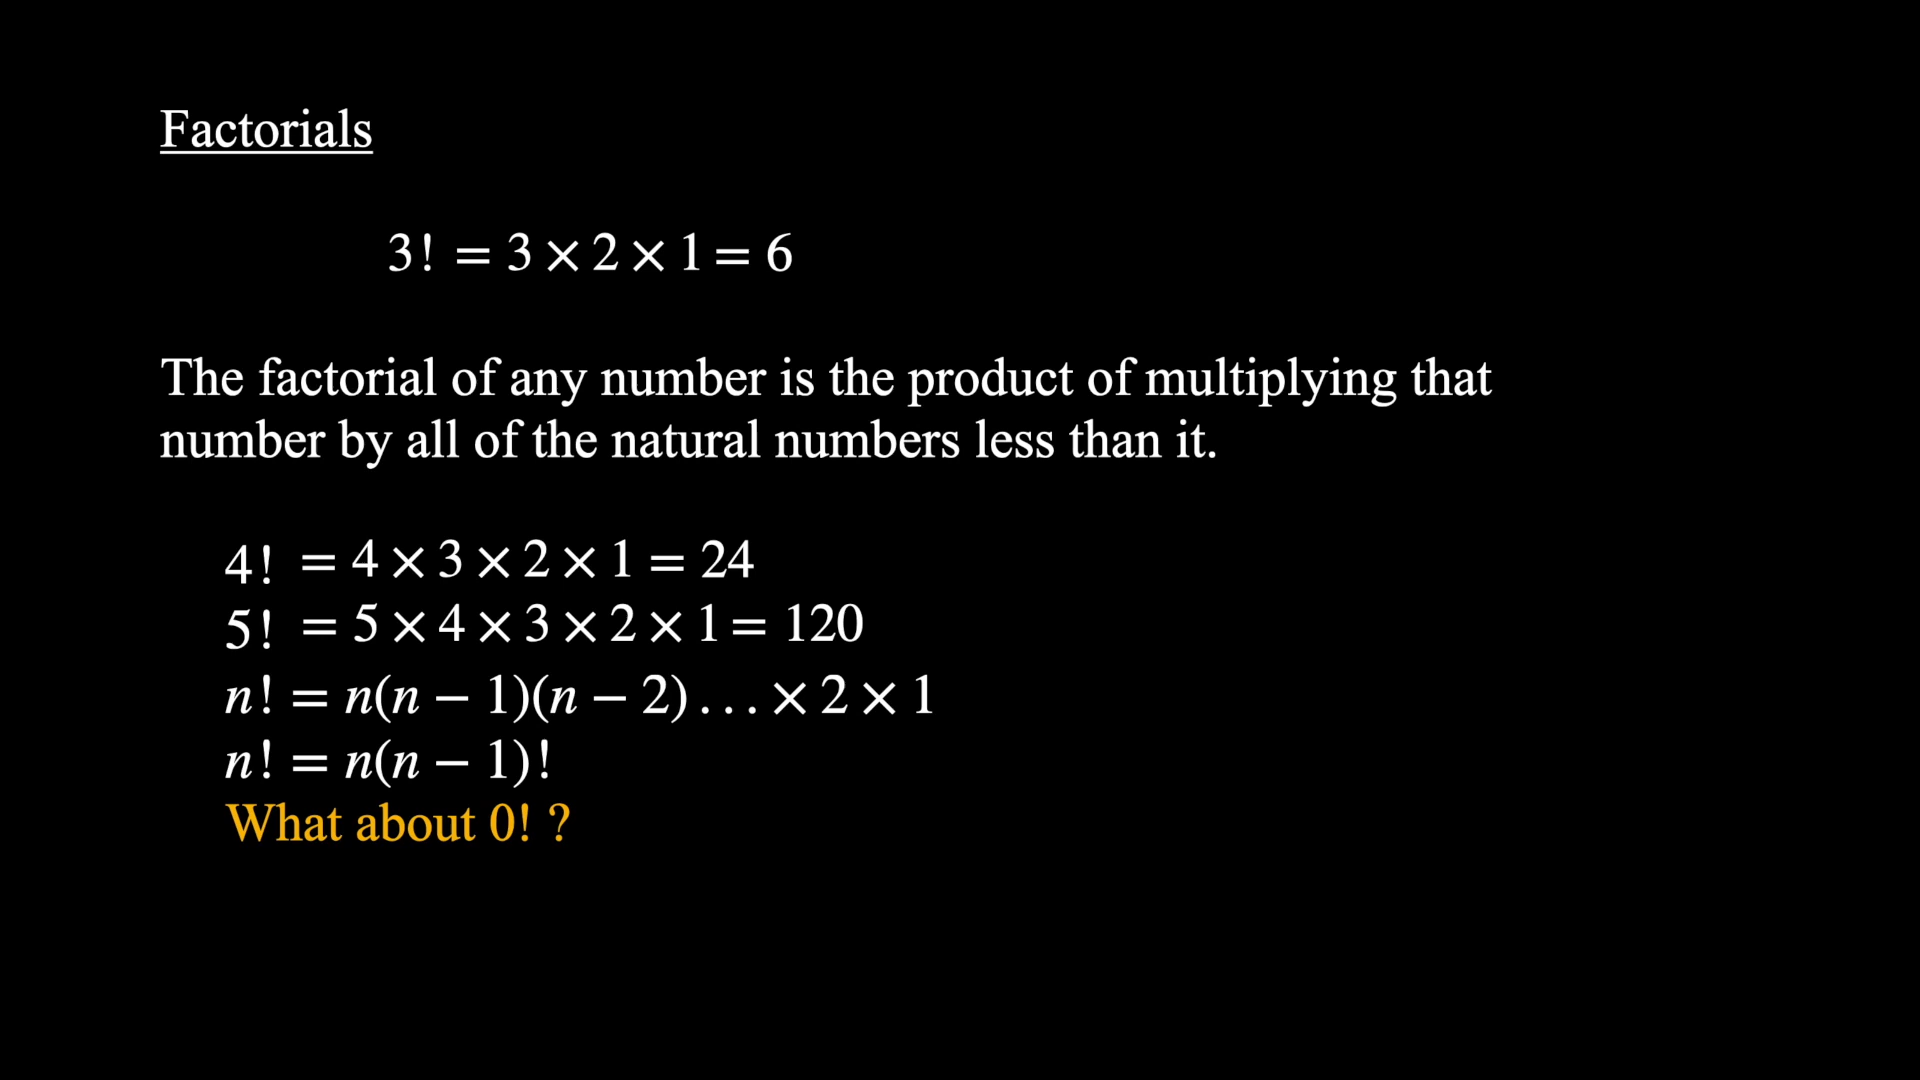 Factorials
3! = 3 × 2 × 1 = 6
The factorial of any number is the product of multiplying that
number by all of the natural numbers less than it.
4! = 4 × 3 × 2 × 1 = 24
5! = 5 × 4 × 3 × 2 × 1 = 120
n! = n(n − 1)(n − 2) . . . × 2 × 1
n! = n(n − 1)!
What about 0! ?